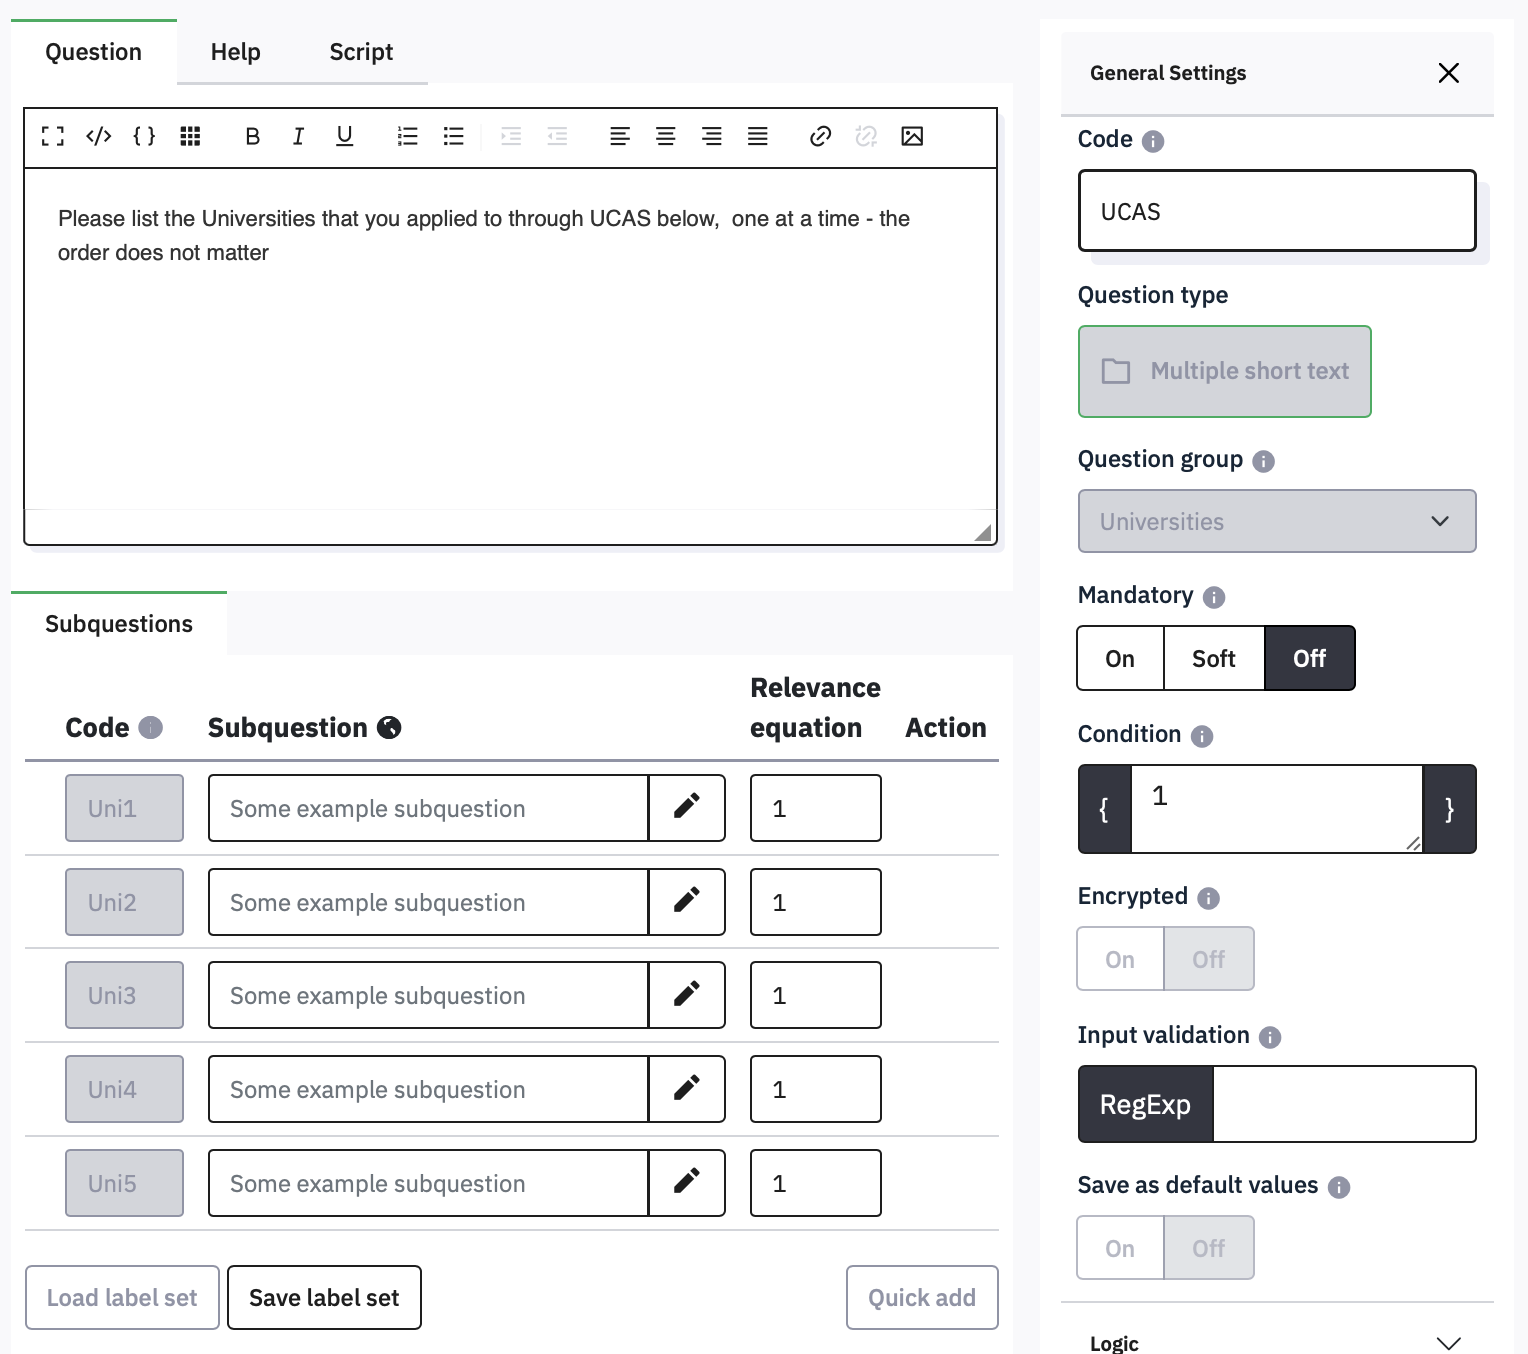 Question Help Script
B I U
Please list the Universities that you applied to through UCAS below,  one at a time - the
order does not matter
Subquestions
Code Subquestion Relevance equation Action
Uni1 Some example subquestion 1
Uni2 Some example subquestion 1
Uni3 Some example subquestion 1
Uni4 Some example subquestion 1
Uni5 Some example subquestion 1
Load label set Save label set Quick add
General Settings
Code
UCAS
Question type
Multiple short text
Question group
Universities
Mandatory
On Soft Off
Condition
{ 1 }
Encrypted
On Off
Input validation
RegExp
Save as default values
On Off
Logic